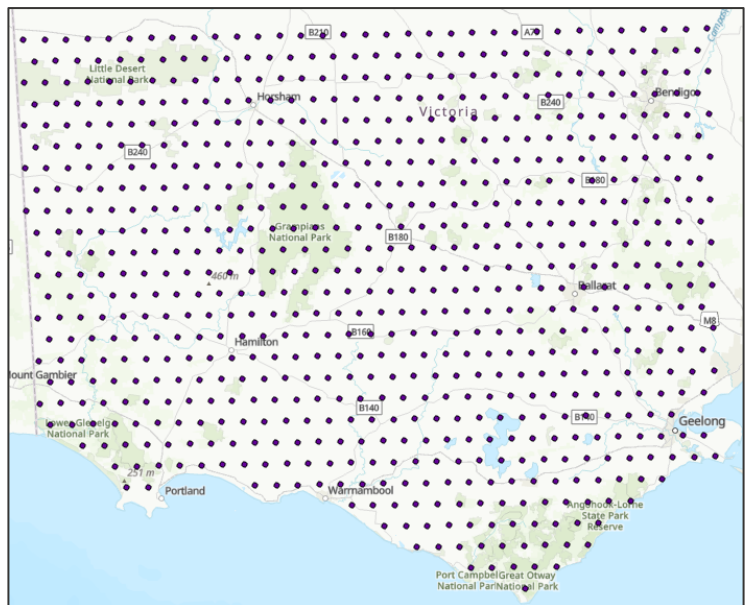 B210
A79
Little Desert
National Park
Horsham
Victoria
B240
Bendigo
B240
B180
Grampians
National Park
B180
460 m
Ballarat
M8
B160
Hamilton
Mount Gambier
B140
B140
Lower Glenelg
National Park
Geelong
251 m
Portland
Warrnambool
Angahook-Lorne
State Park
Reserve
Port Campbell
National Park
Great Otway
National Park